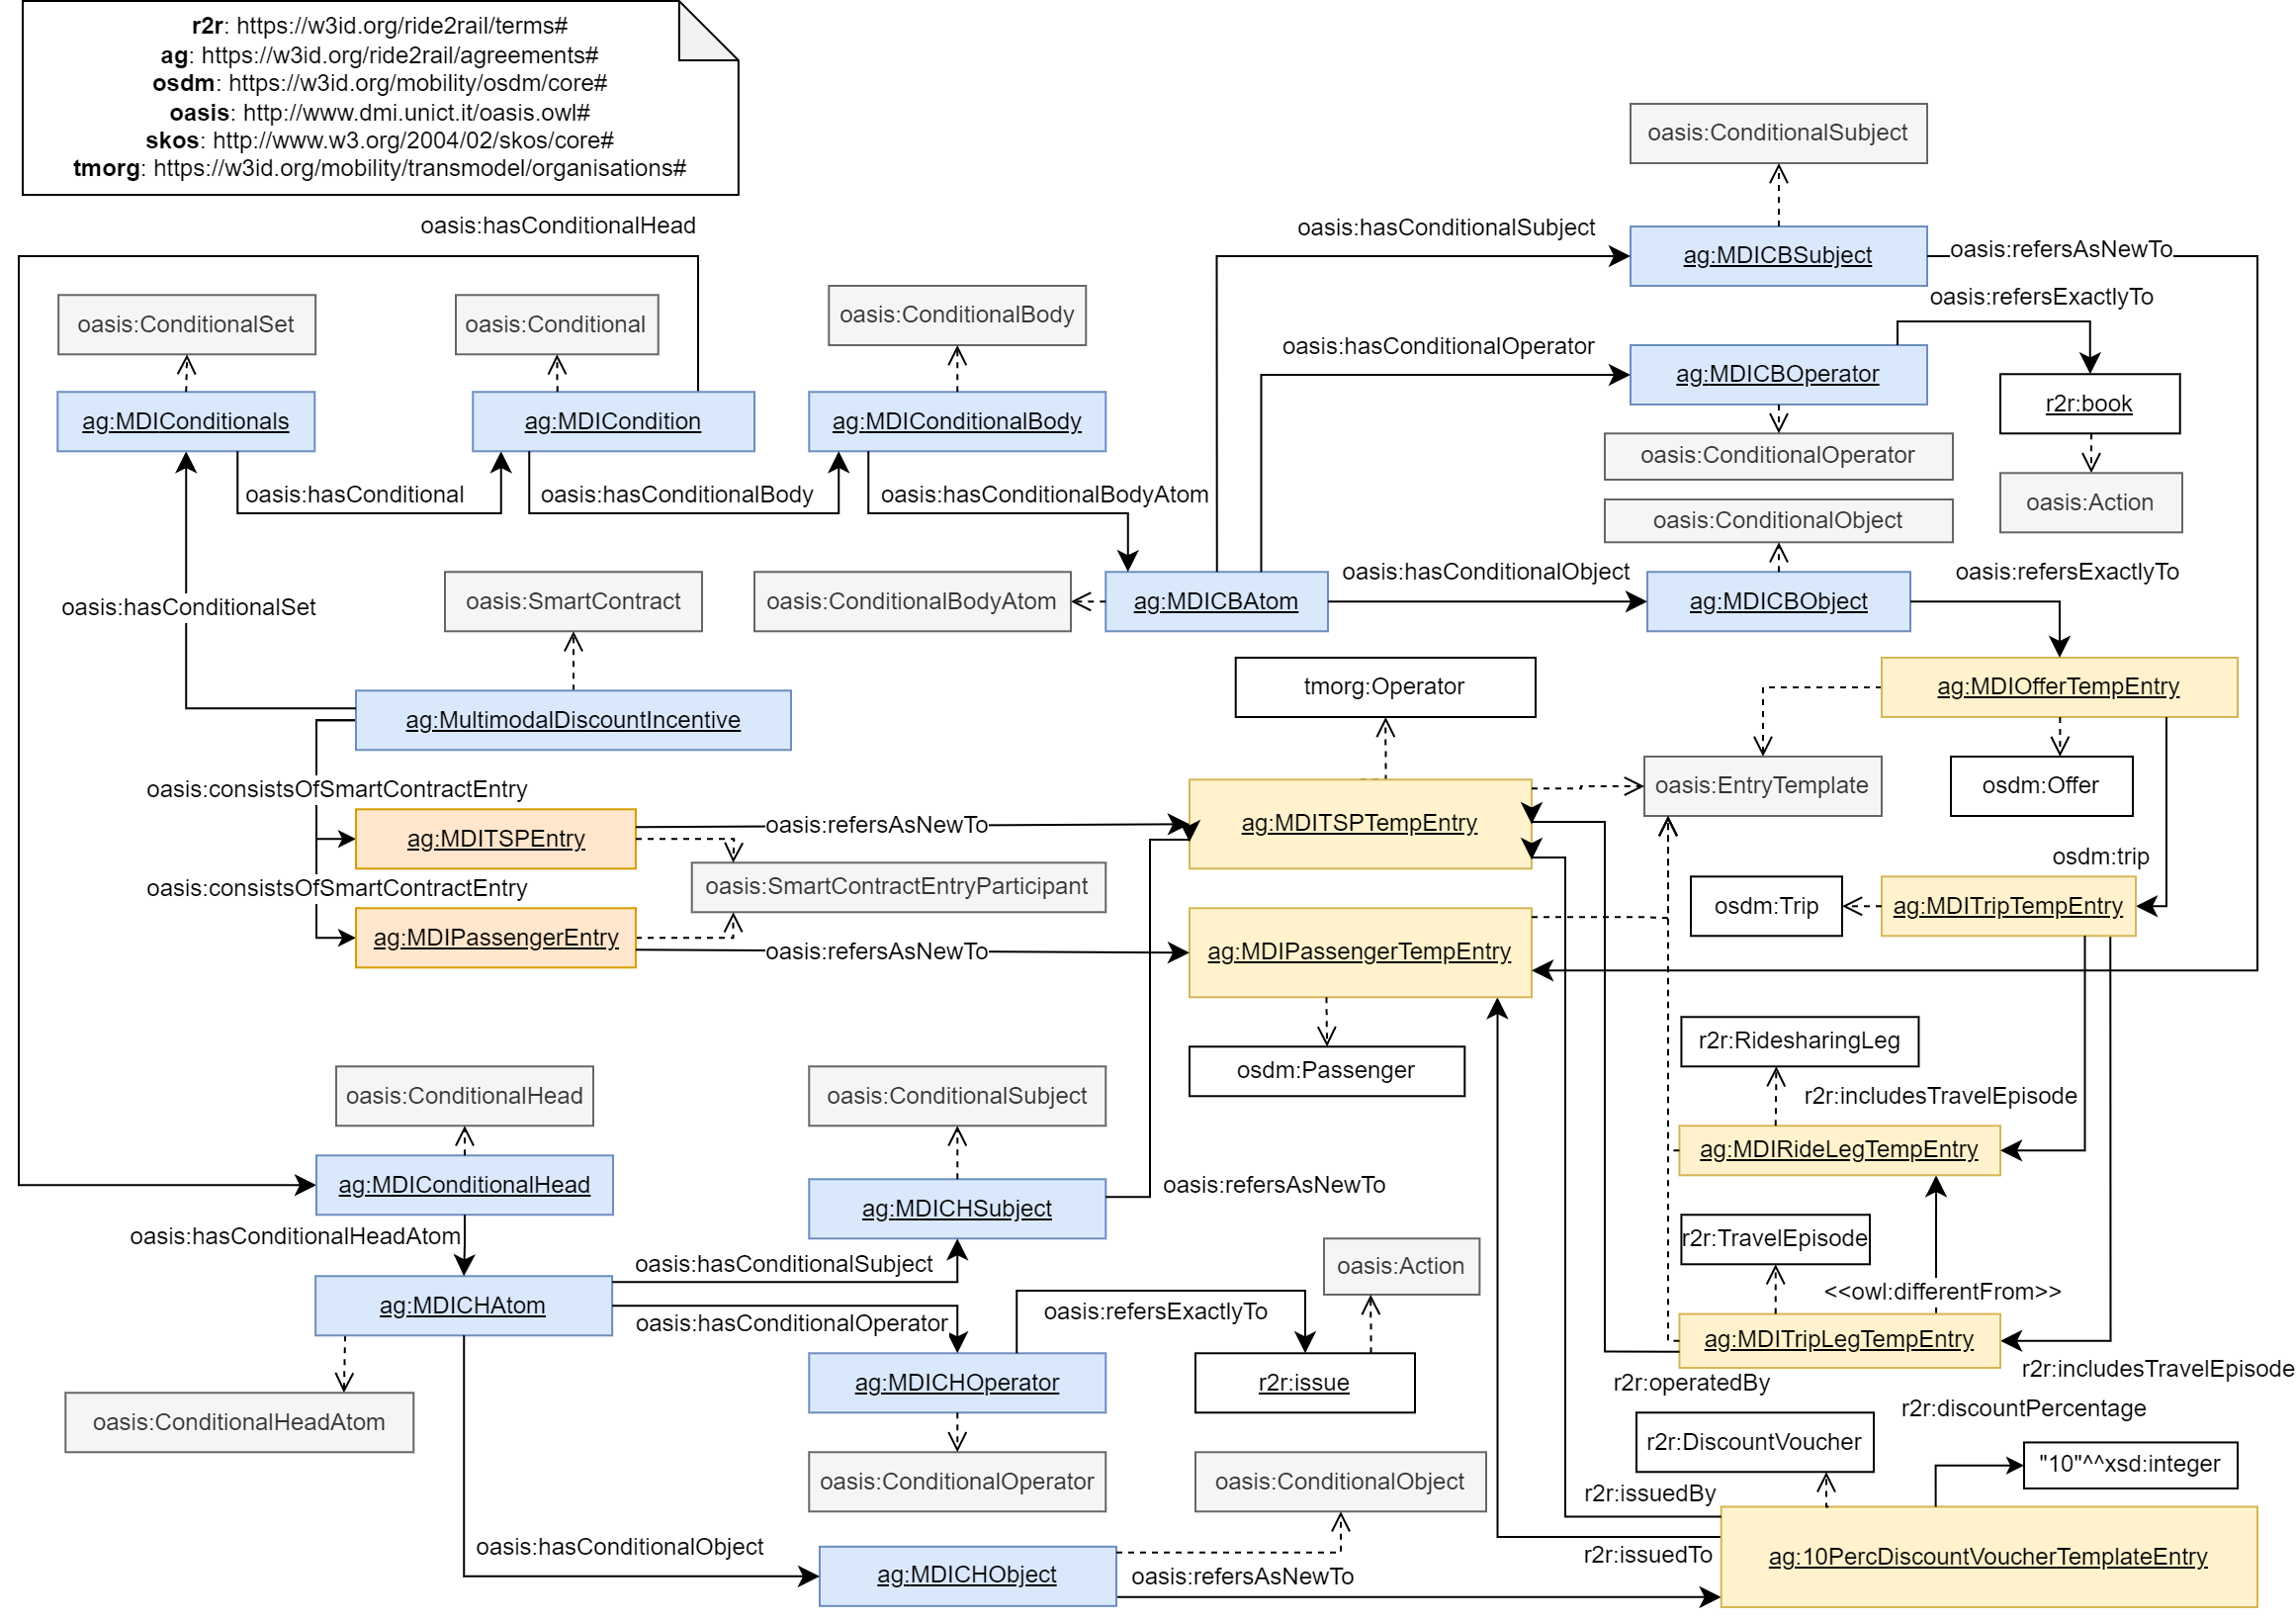 r2r: https://w3id.org/ride2rail/terms#
ag: https://w3id.org/ride2rail/agreements#
osdm: https://w3id.org/mobility/osdm/core#
oasis: http://www.dmi.unict.it/oasis.owl#
skos: http://www.w3.org/2004/02/skos/core#
tmorg: https://w3id.org/mobility/transmodel/organisations#
oasis:ConditionalSubject
oasis:hasConditionalHead
oasis:hasConditionalSubject
ag:MDICBSubject
oasis:refersAsNewTo
oasis:refersExactlyTo
oasis:ConditionalSet
oasis:Conditional
oasis:ConditionalBody
oasis:hasConditionalOperator
ag:MDICBOperator
r2r:book
ag:MDIConditionals
ag:MDICondition
ag:MDIConditionalBody
oasis:ConditionalOperator
oasis:hasConditional
oasis:hasConditionalBody
oasis:hasConditionalBodyAtom
oasis:Action
oasis:ConditionalObject
oasis:hasConditionalObject
oasis:refersExactlyTo
oasis:hasConditionalSet
oasis:SmartContract
oasis:ConditionalBodyAtom
ag:MDICBAtom
ag:MDICBObject
tmorg:Operator
ag:MDIOfferTempEntry
ag:MultimodalDiscountIncentive
oasis:consistsOfSmartContractEntry
oasis:EntryTemplate
osdm:Offer
ag:MDITSPEntry
oasis:refersAsNewTo
ag:MDITSPTempEntry
osdm:trip
oasis:consistsOfSmartContractEntry
oasis:SmartContractEntryParticipant
osdm:Trip
ag:MDITripTempEntry
ag:MDIPassengerEntry
oasis:refersAsNewTo
ag:MDIPassengerTempEntry
r2r:RidesharingLeg
osdm:Passenger
oasis:ConditionalHead
oasis:ConditionalSubject
r2r:includesTravelEpisode
ag:MDIRideLegTempEntry
ag:MDIConditionalHead
ag:MDICHSubject
oasis:refersAsNewTo
oasis:hasConditionalHeadAtom
r2r:TravelEpisode
oasis:hasConditionalSubject
oasis:Action
<<owl:differentFrom>>
ag:MDICHAtom
oasis:hasConditionalOperator
oasis:refersExactlyTo
ag:MDITripLegTempEntry
r2r:includesTravelEpisode
ag:MDICHOperator
r2r:issue
r2r:operatedBy
r2r:discountPercentage
oasis:ConditionalHeadAtom
r2r:DiscountVoucher
"10"^^xsd:integer
oasis:ConditionalOperator
oasis:ConditionalObject
r2r:issuedBy
oasis:hasConditionalObject
r2r:issuedTo
ag:10PercDiscountVoucherTemplateEntry
ag:MDICHObject
oasis:refersAsNewTo